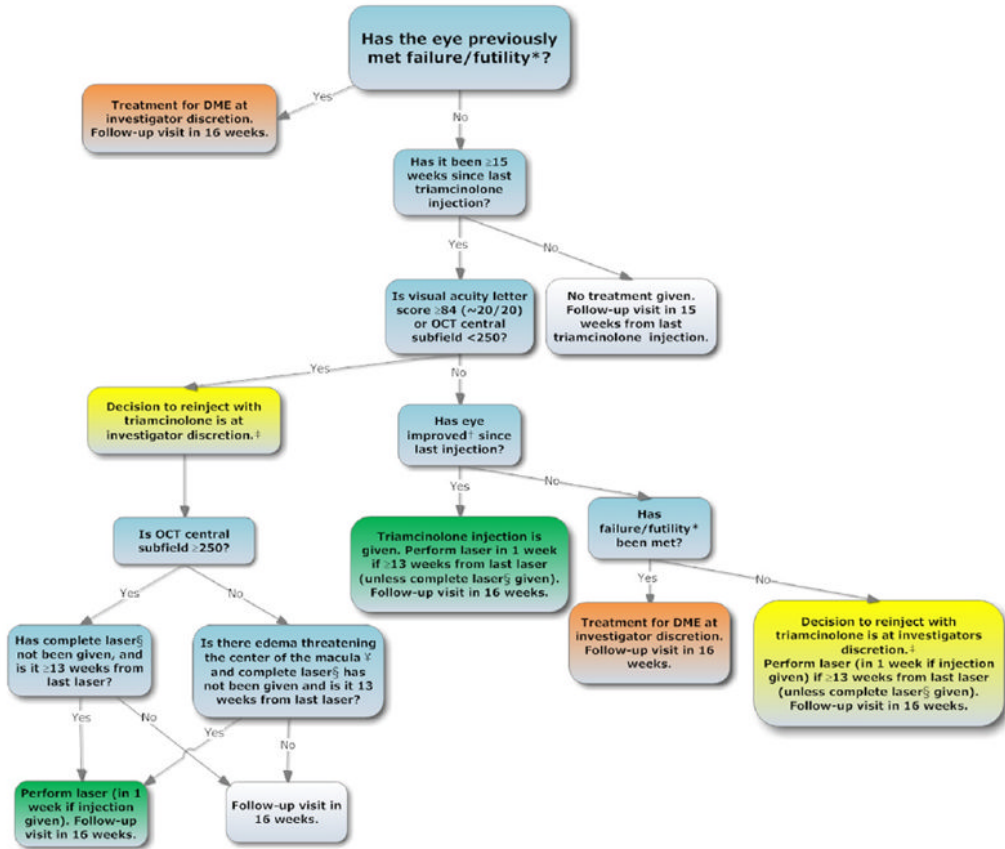 Has the eye previously
met failure/futility*?
Yes
No
Treatment for DME at
investigator discretion.
Follow-up visit in 16 weeks.
Has it been ≥15
weeks since last
triamcinolone
injection?
Yes
No
Is visual acuity letter
score ≥84 (~20/20)
or OCT central
subfield <250?
No treatment given.
Follow-up visit in 15
weeks from last
triamcinolone injection.
Yes
No
Decision to reinject with
triamcinolone is at
investigator discretion.‡
Has eye
improved† since
last injection?
Yes
No
Is OCT central
subfield ≥250?
Triamcinolone injection is
given. Perform laser in 1 week
if ≥13 weeks from last laser
(unless complete laser§ given).
Follow-up visit in 16 weeks.
Has
failure/futility*
been met?
Yes
No
Yes
No
Has complete laser§
not been given, and
is it ≥13 weeks from
last laser?
Is there edema threatening
the center of the macula ¥
and complete laser§ has
not been given and is it 13
weeks from last laser?
Treatment for DME at
investigator discretion.
Follow-up visit in 16
weeks.
Decision to reinject with
triamcinolone is at investigators
discretion.‡
Perform laser (in 1 week if injection
given) if ≥13 weeks from last laser
(unless complete laser§ given).
Follow-up visit in 16 weeks.
Yes
No
Yes
No
Perform laser (in 1
week if injection
given). Follow-up
visit in 16 weeks.
Follow-up visit in
16 weeks.